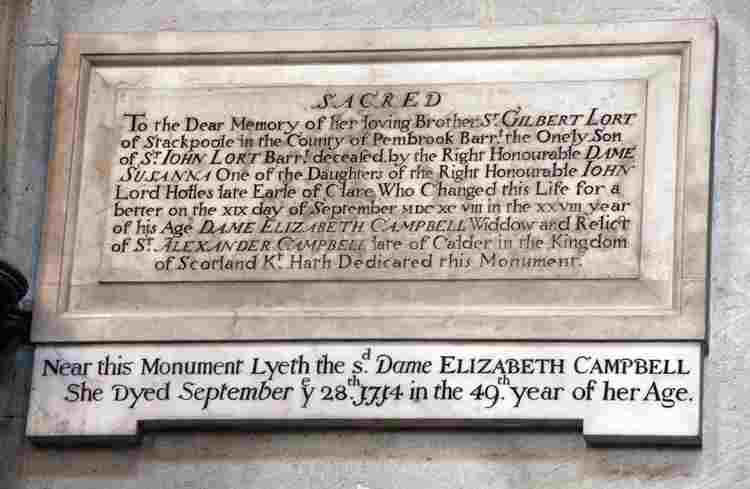 SACRED
To the Dear Memory of her loving Brother Sr. GILBERT LORT
of Stackpoole in the County of Pembrook Barrt. the Onely Son
of Sr. IOHN LORT Barrt. deceased, by the Right Honourable DAME
SUSANNA One of the Daughters of the Right Honourable IOHN
Lord Holles late Earle of Clare, Who Changed this Life for a
better on the XIX day of September MDCXCVIII in the XXVIII year
of his Age DAME ELIZABETH CAMPBELL Widdow and Relict
of Sr. ALEXANDER CAMPBELL late of Calder in the Kingdom
of Scotland Kt. Hath Dedicated this Monument.
Near this Monument Lyeth the sd. Dame ELIZABETH CAMPBELL
She Dyed September ye 28th. 1714 in the 49th. year of her Age.